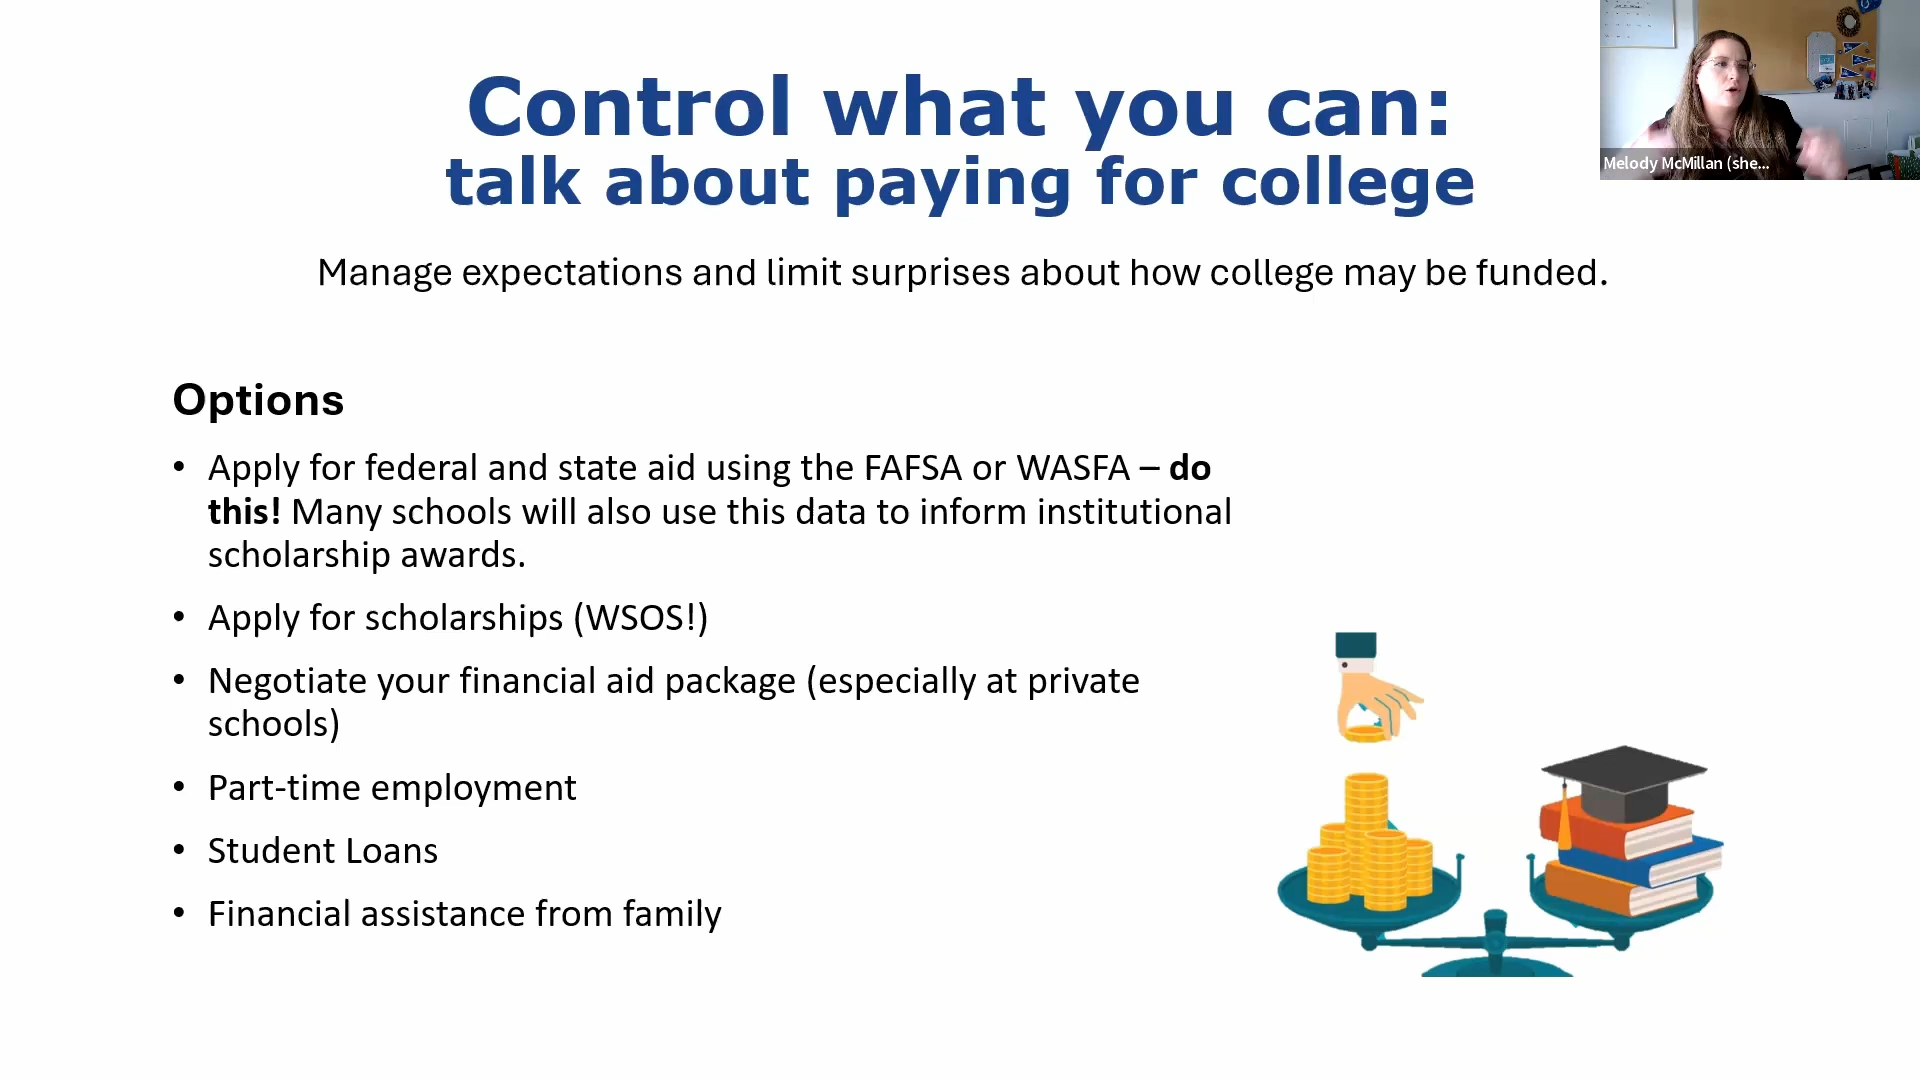 Control what you can:
talk about paying for college
Melody McMillan (she...
Manage expectations and limit surprises about how college may be funded.
Options
• Apply for federal and state aid using the FAFSA or WASFA – do
this! Many schools will also use this data to inform institutional
scholarship awards.
• Apply for scholarships (WSOS!)
• Negotiate your financial aid package (especially at private
schools)
• Part-time employment
• Student Loans
• Financial assistance from family